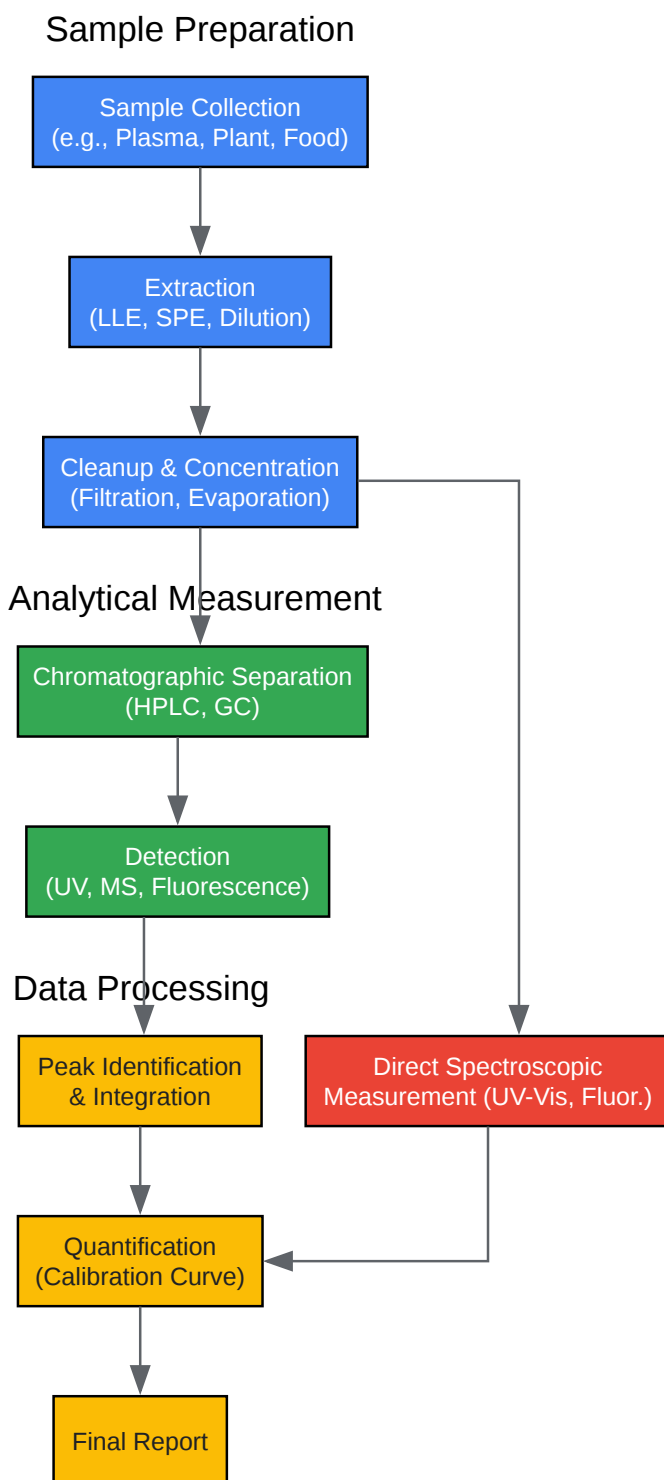 Sample Preparation
Sample Collection
(e.g., Plasma, Plant, Food)
Extraction
(LLE, SPE, Dilution)
Cleanup & Concentration
(Filtration, Evaporation)
Analytical Measurement
Chromatographic Separation
(HPLC, GC)
Detection
(UV, MS, Fluorescence)
Data Processing
Peak Identification
& Integration
Direct Spectroscopic
Measurement (UV-Vis, Fluor.)
Quantification
(Calibration Curve)
Final Report